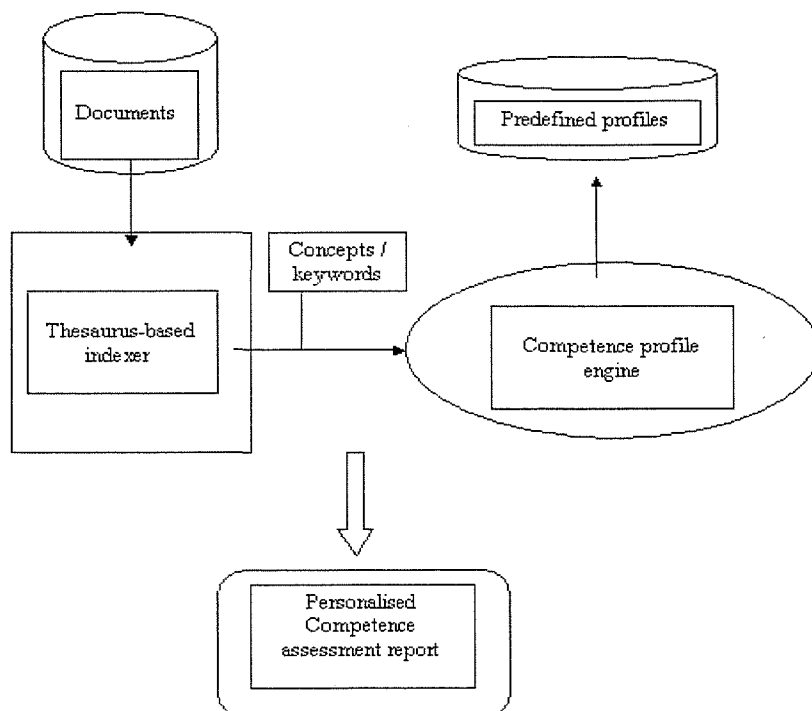 Documents
Predefined profiles
Concepts /
keywords
Thesaurus-based
indexer
Competence profile
engine
Personalised
Competence
assessment report